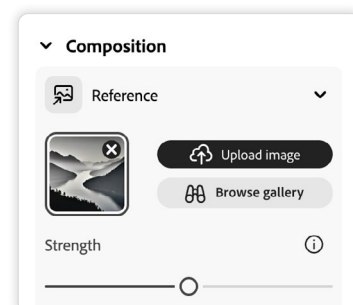 Composition
Reference
Upload image
Browse gallery
Strength